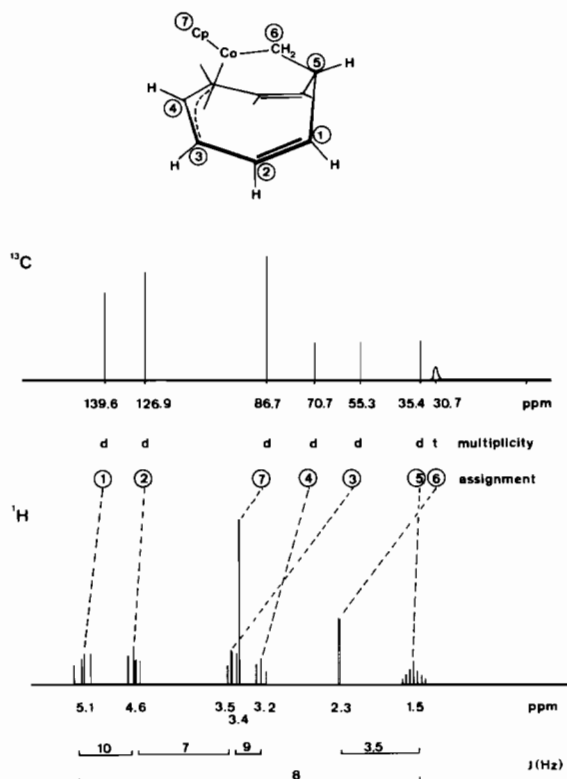 ⑦ Cp
⑥
Co
CH2
⑤
H
H
④
①
③
H
H
②
H
13C
139.6 126.9 86.7 70.7 55.3 35.4 30.7 ppm
d d d d d d t multiplicity
① ② ⑦ ④ ③ ⑤ ⑥ assignment
1H
5.1 4.6 3.5 3.4 3.2 2.3 1.5 ppm
10 7 9 3.5
J(Hz)
8